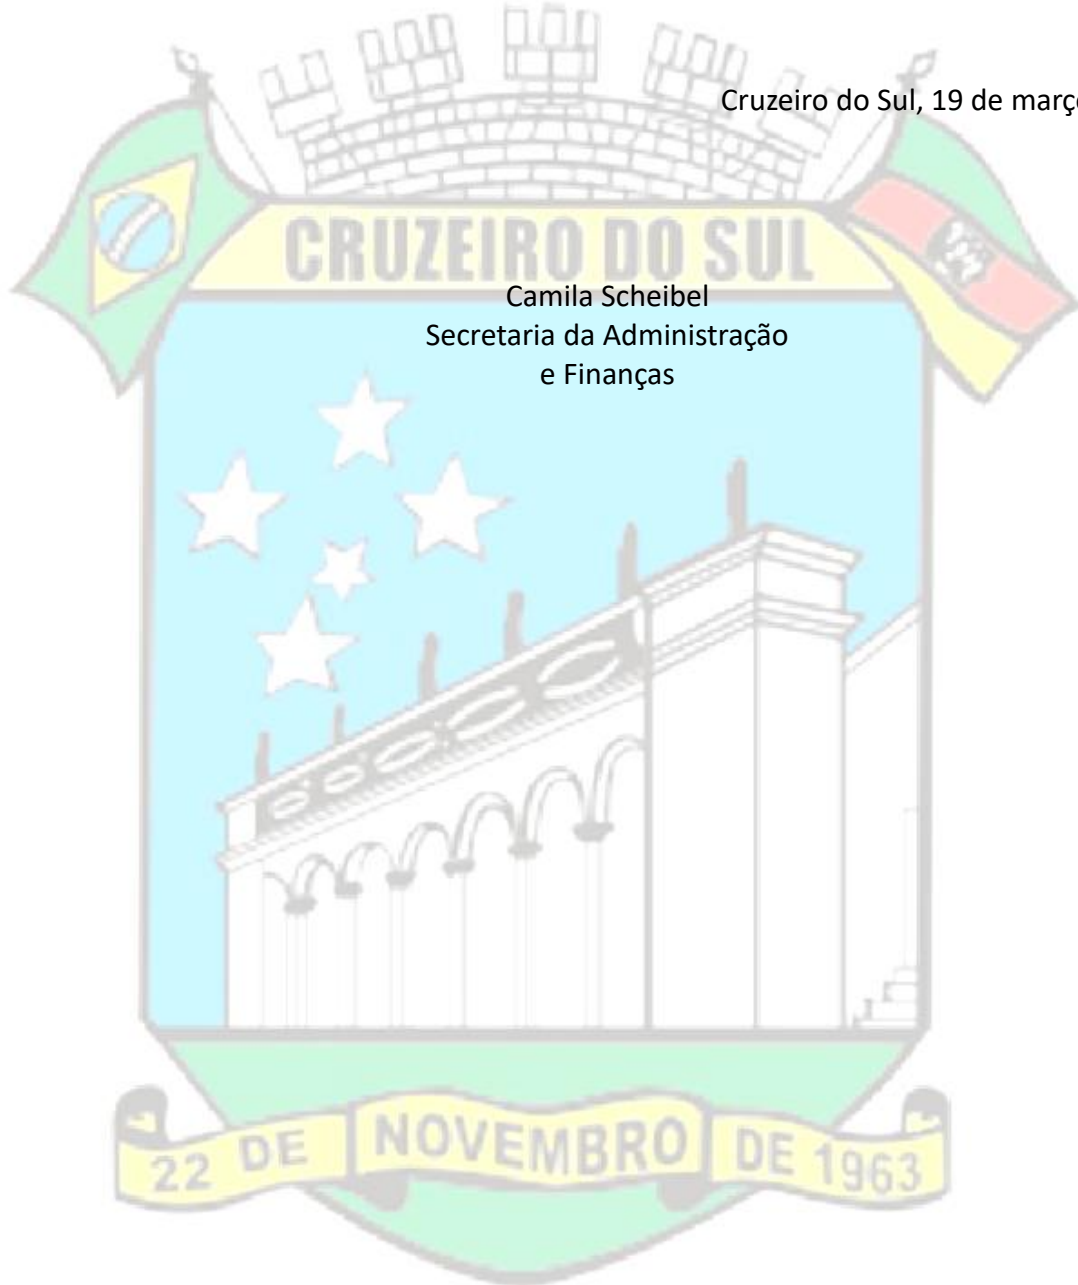 Cruzeiro do Sul, 19 de març
CRUZEIRO DO SUL
Camila Scheibel
Secretaria da Administração
e Finanças
22 DE NOVEMBRO DE 1963